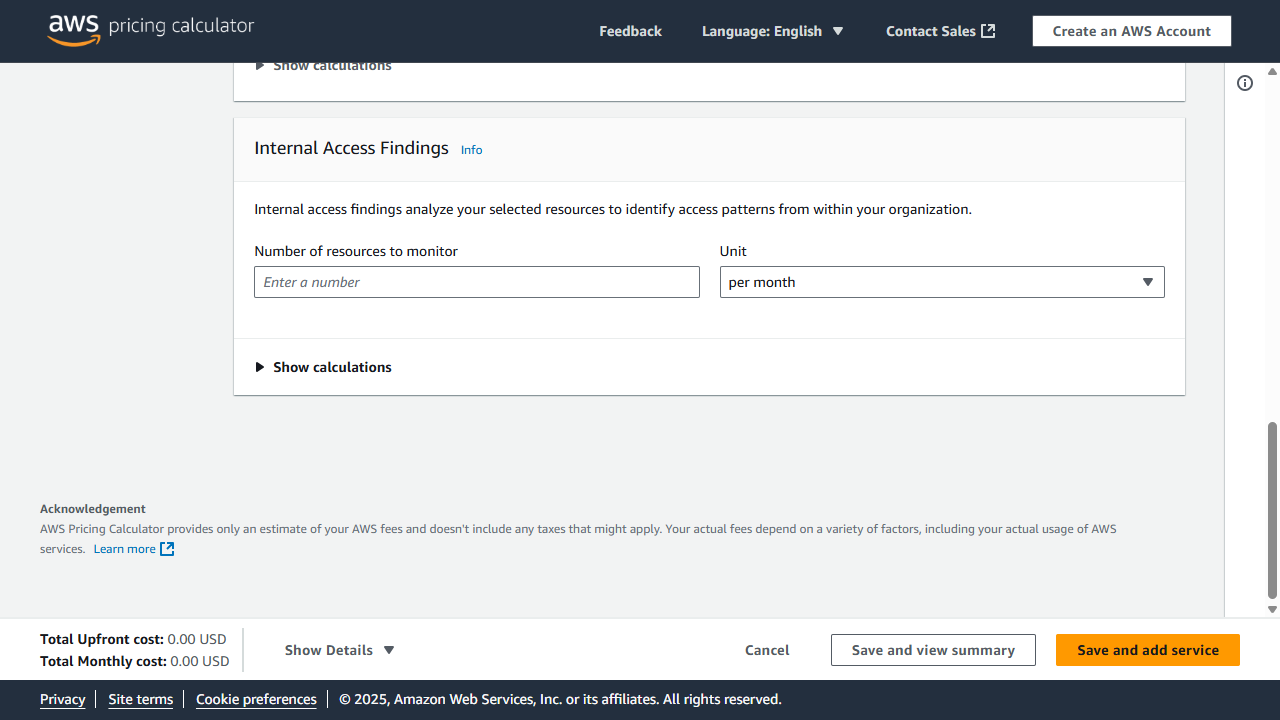 aws pricing calculator
Feedback
Language: English
Contact Sales
Create an AWS Account
Show calculations
Internal Access Findings Info
Internal access findings analyze your selected resources to identify access patterns from within your organization.
Number of resources to monitor
Unit
Enter a number
per month
Show calculations
Acknowledgement
AWS Pricing Calculator provides only an estimate of your AWS fees and doesn't include any taxes that might apply. Your actual fees depend on a variety of factors, including your actual usage of AWS
services. Learn more
Total Upfront cost: 0.00 USD
Total Monthly cost: 0.00 USD
Show Details
Cancel
Save and view summary
Save and add service
Privacy
Site terms
Cookie preferences
© 2025, Amazon Web Services, Inc. or its affiliates. All rights reserved.